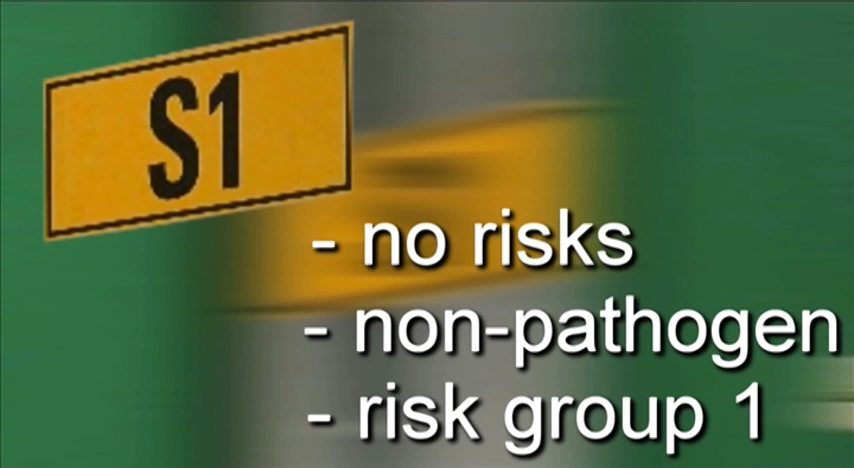 S1
- no risks
- non-pathogen
- risk group 1